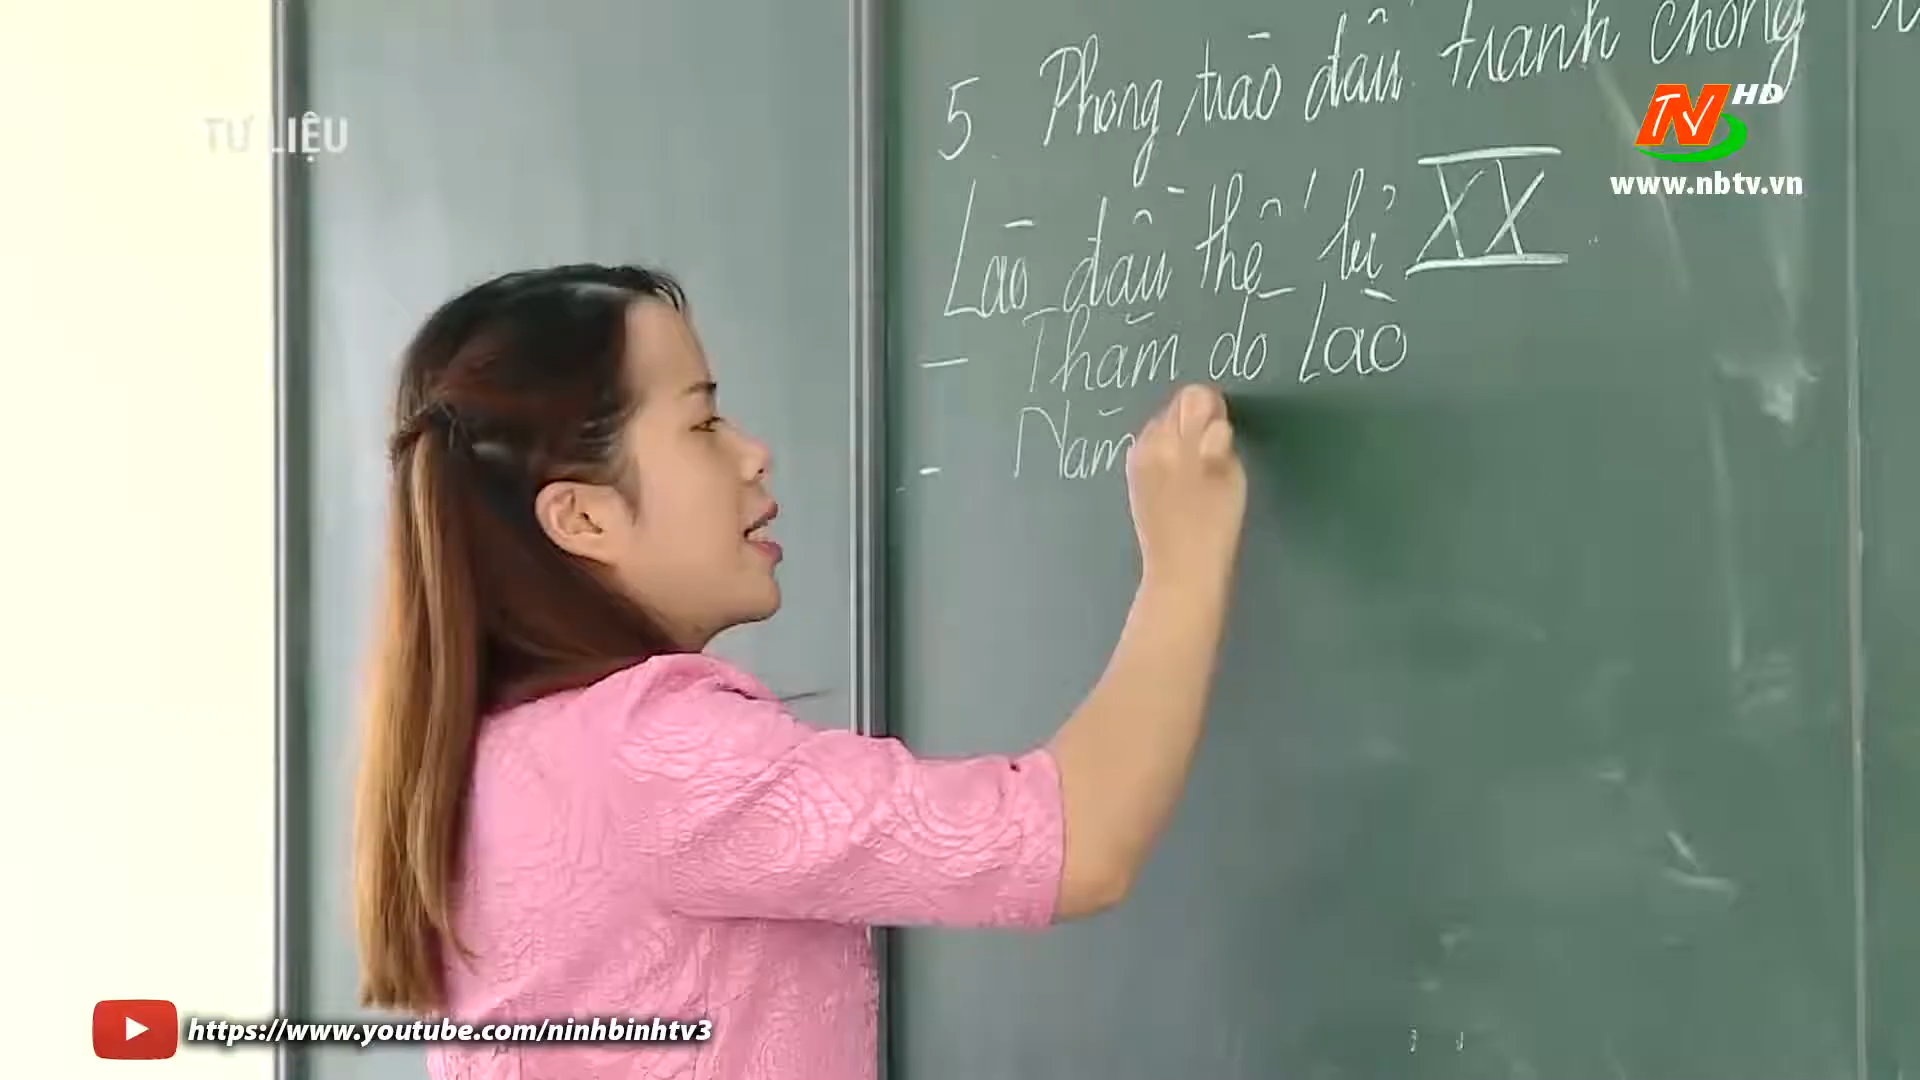 TƯ LIỆU
5. Phong trào đấu tranh chống
Lào đầu thế kỉ XX
- Thăm dò Lào
- Năm
HD
www.nbtv.vn
https://www.youtube.com/ninhbinhtv3